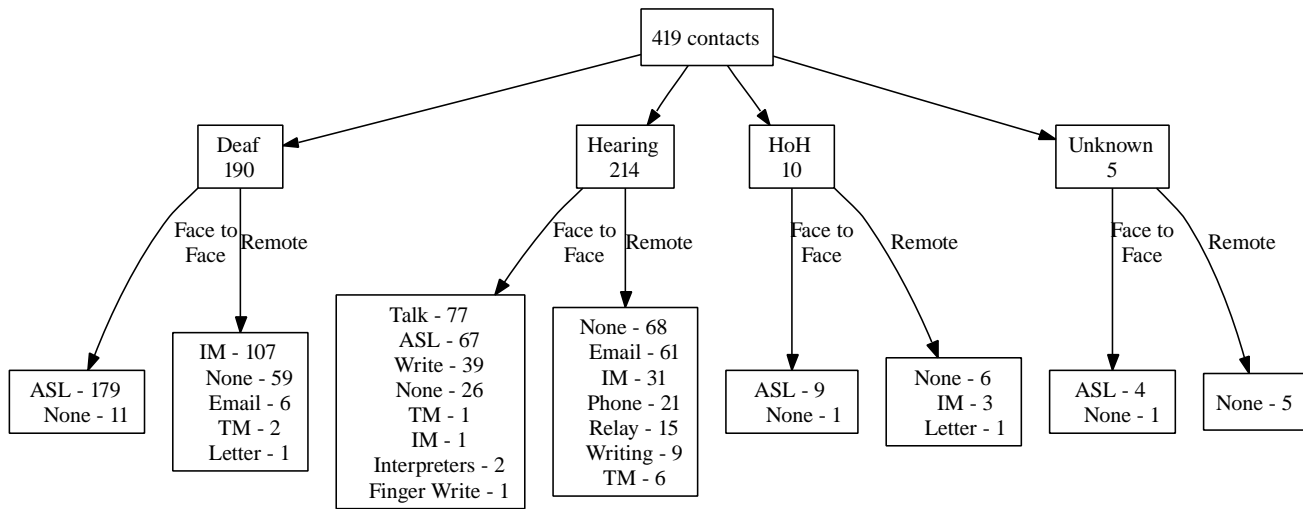 419 contacts
Deaf
190
Hearing
214
HoH
10
Unknown
5
Face to
Face
Remote
Face to
Face
Remote
Face to
Face
Remote
Face to
Face
Remote
ASL - 179
None - 11
IM - 107
None - 59
Email - 6
TM - 2
Letter - 1
Talk - 77
ASL - 67
Write - 39
None - 26
TM - 1
IM - 1
Interpreters - 2
Finger Write - 1
None - 68
Email - 61
IM - 31
Phone - 21
Relay - 15
Writing - 9
TM - 6
ASL - 9
None - 1
None - 6
IM - 3
Letter - 1
ASL - 4
None - 1
None - 5